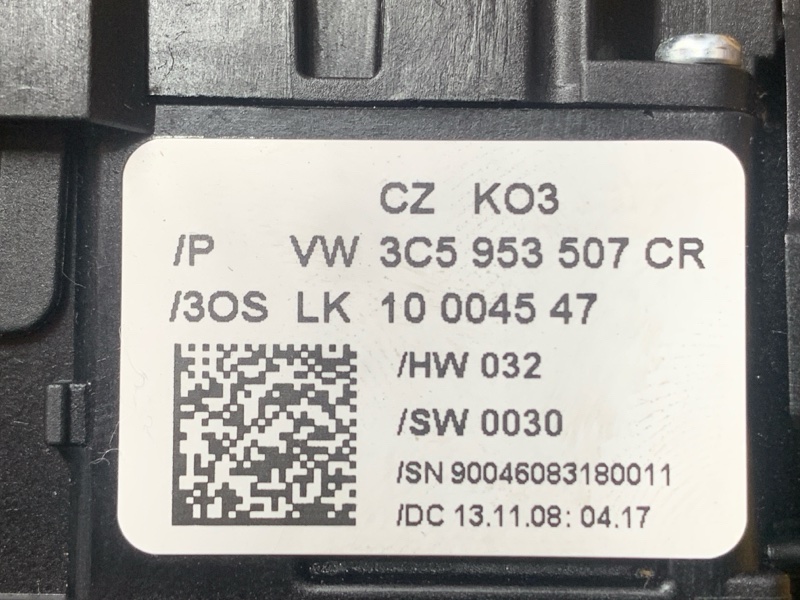 CZ KO3
/P VW 3C5 953 507 CR
/3OS LK 10 0045 47
/HW 032
/SW 0030
/SN 90046083180011
/DC 13.11.08: 04.17